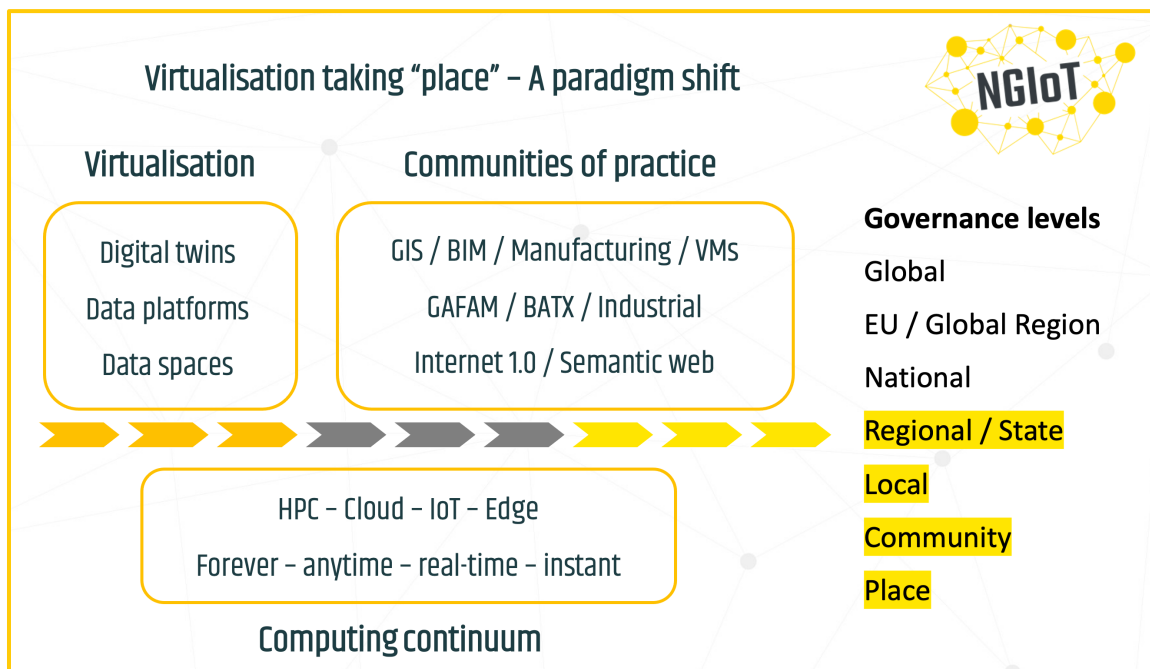 Virtualisation taking “place” – A paradigm shift
NGIoT
Virtualisation
Digital twins
Data platforms
Data spaces
Communities of practice
GIS / BIM / Manufacturing / VMs
GAFAM / BATX / Industrial
Internet 1.0 / Semantic web
HPC – Cloud – IoT – Edge
Forever – anytime – real-time – instant
Computing continuum
Governance levels
Global
EU / Global Region
National
Regional / State
Local
Community
Place